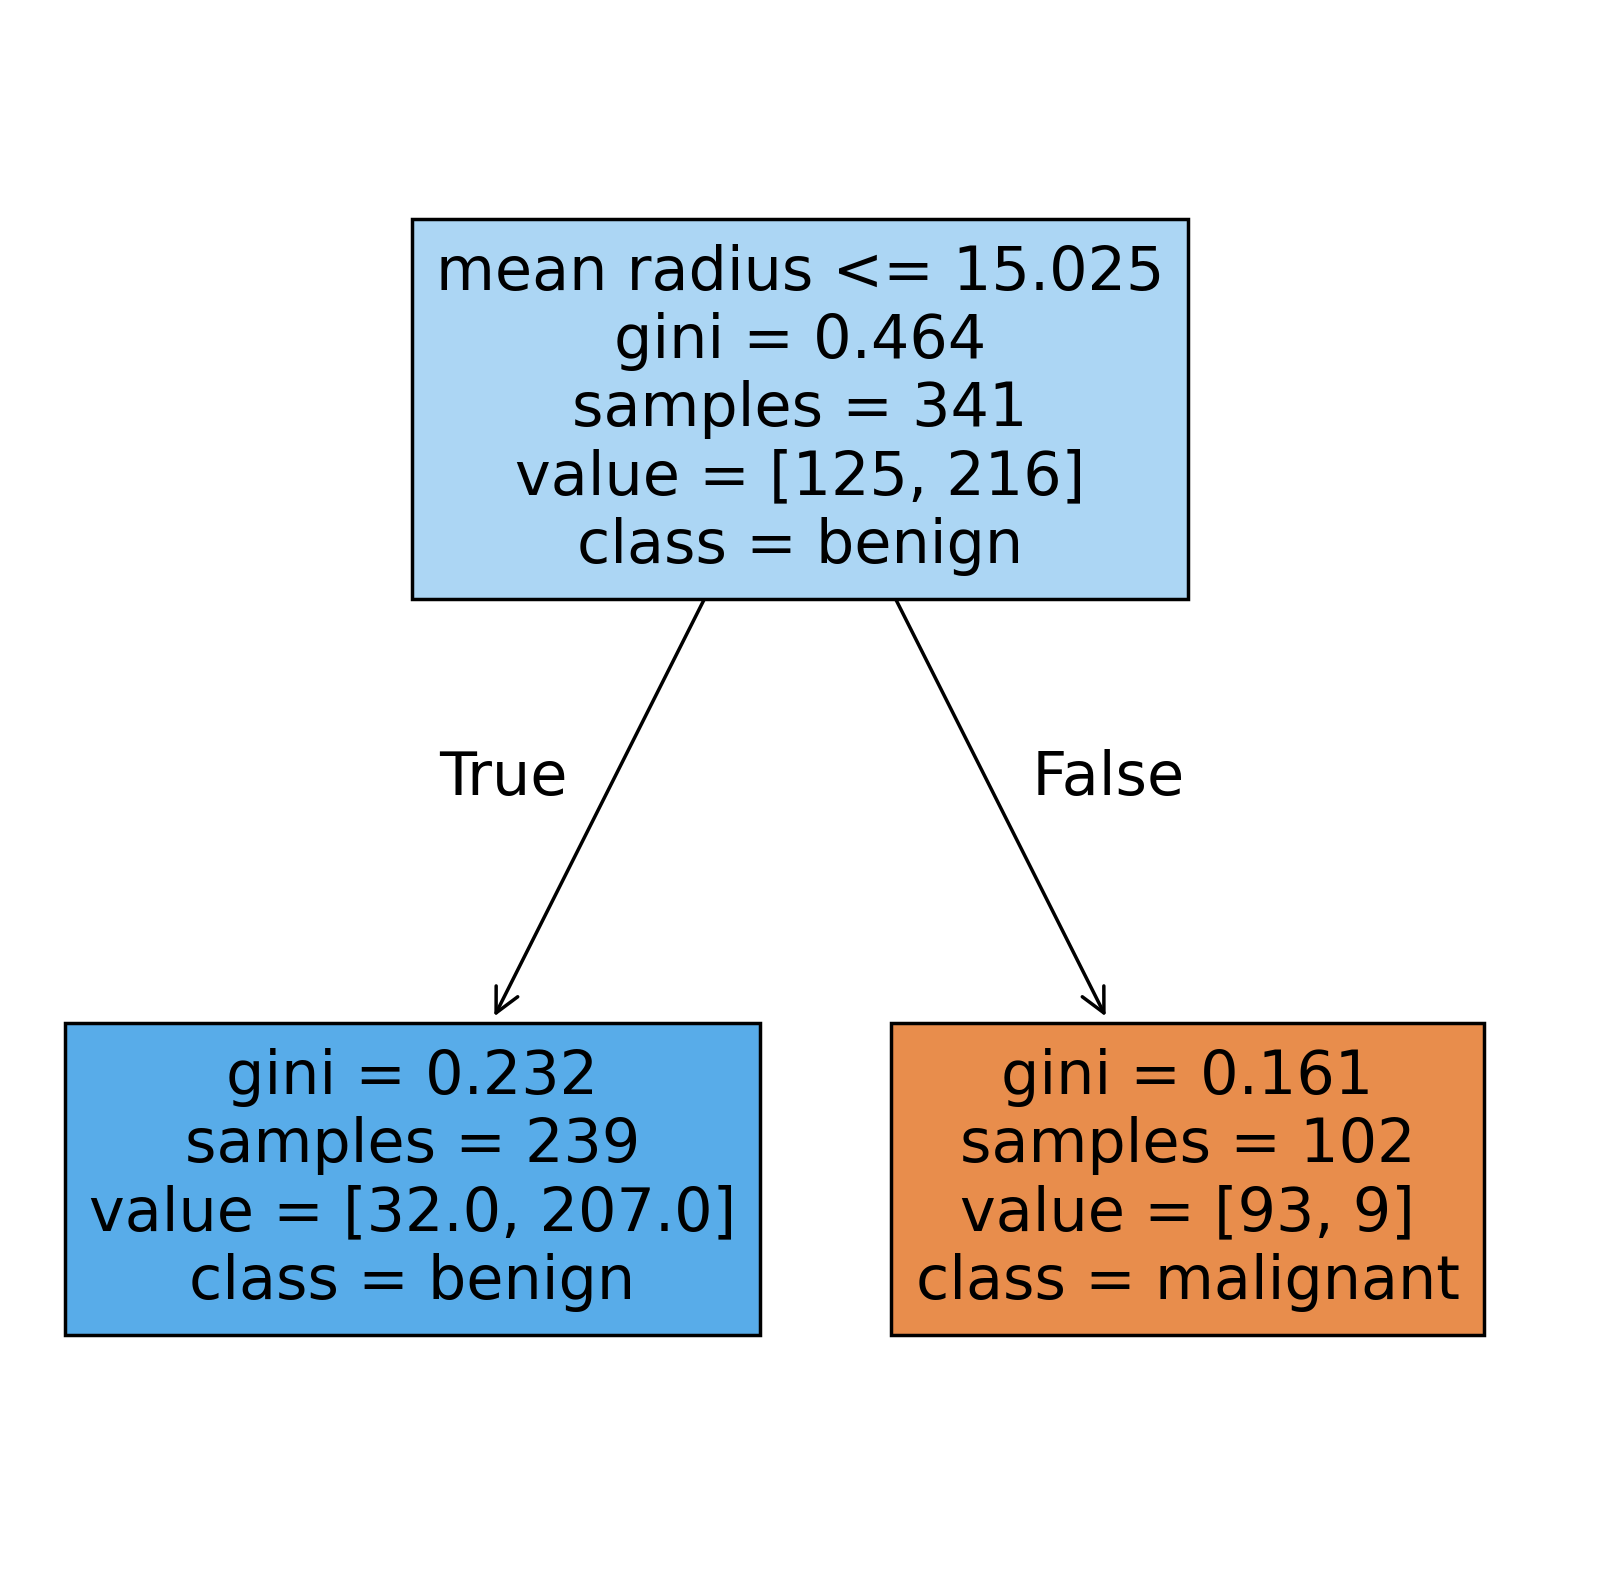 mean radius <= 15.025
gini = 0.464
samples = 341
value = [125, 216]
class = benign
True
False
gini = 0.232
samples = 239
value = [32.0, 207.0]
class = benign
gini = 0.161
samples = 102
value = [93, 9]
class = malignant